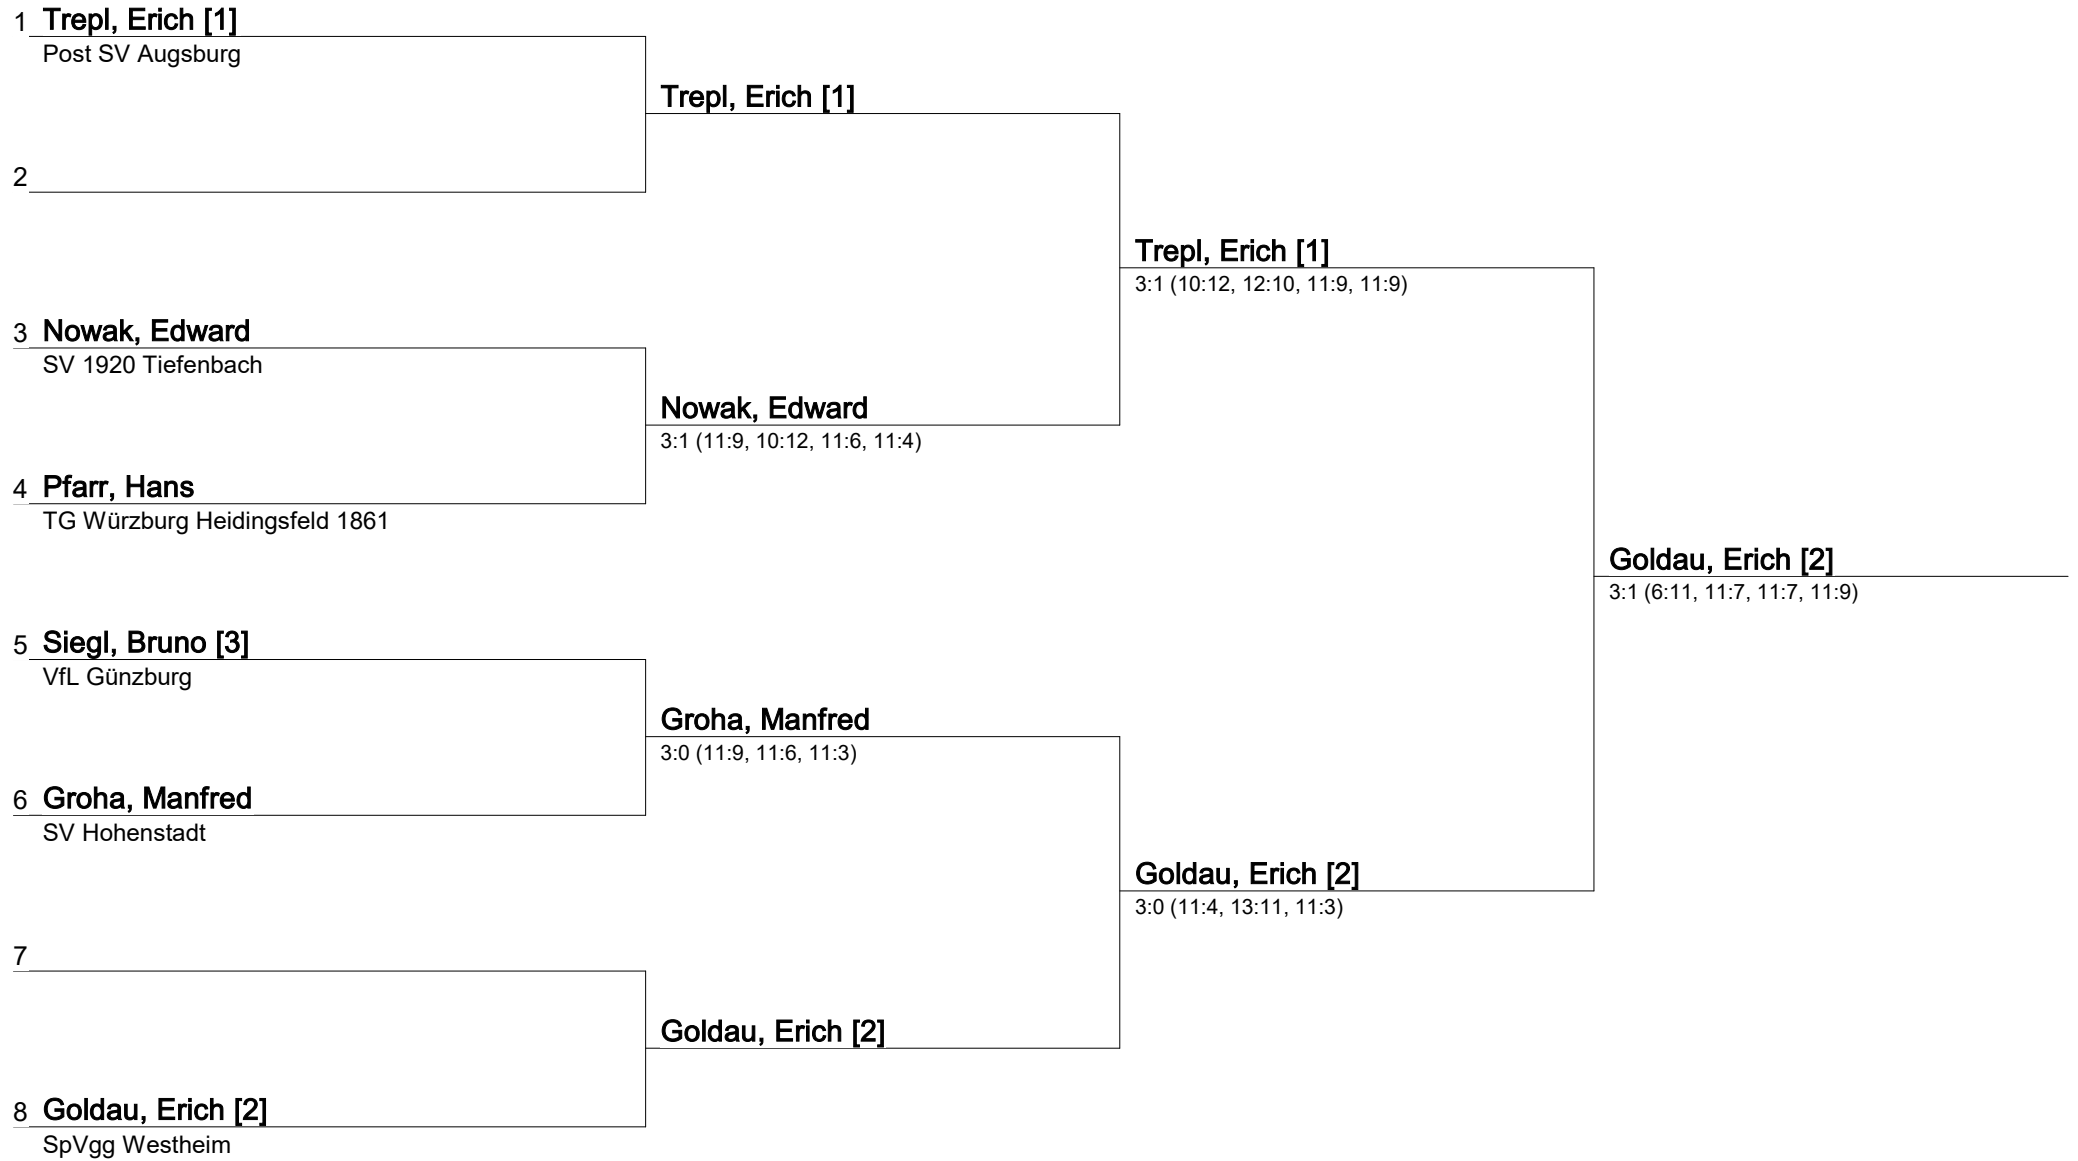 1 Trepl, Erich [1]
Post SV Augsburg
Trepl, Erich [1]
2
Trepl, Erich [1]
3:1 (10:12, 12:10, 11:9, 11:9)
3 Nowak, Edward
SV 1920 Tiefenbach
Nowak, Edward
3:1 (11:9, 10:12, 11:6, 11:4)
4 Pfarr, Hans
TG Würzburg Heidingsfeld 1861
Goldau, Erich [2]
3:1 (6:11, 11:7, 11:7, 11:9)
5 Siegl, Bruno [3]
VfL Günzburg
Groha, Manfred
3:0 (11:9, 11:6, 11:3)
6 Groha, Manfred
SV Hohenstadt
Goldau, Erich [2]
3:0 (11:4, 13:11, 11:3)
7
Goldau, Erich [2]
8 Goldau, Erich [2]
SpVgg Westheim